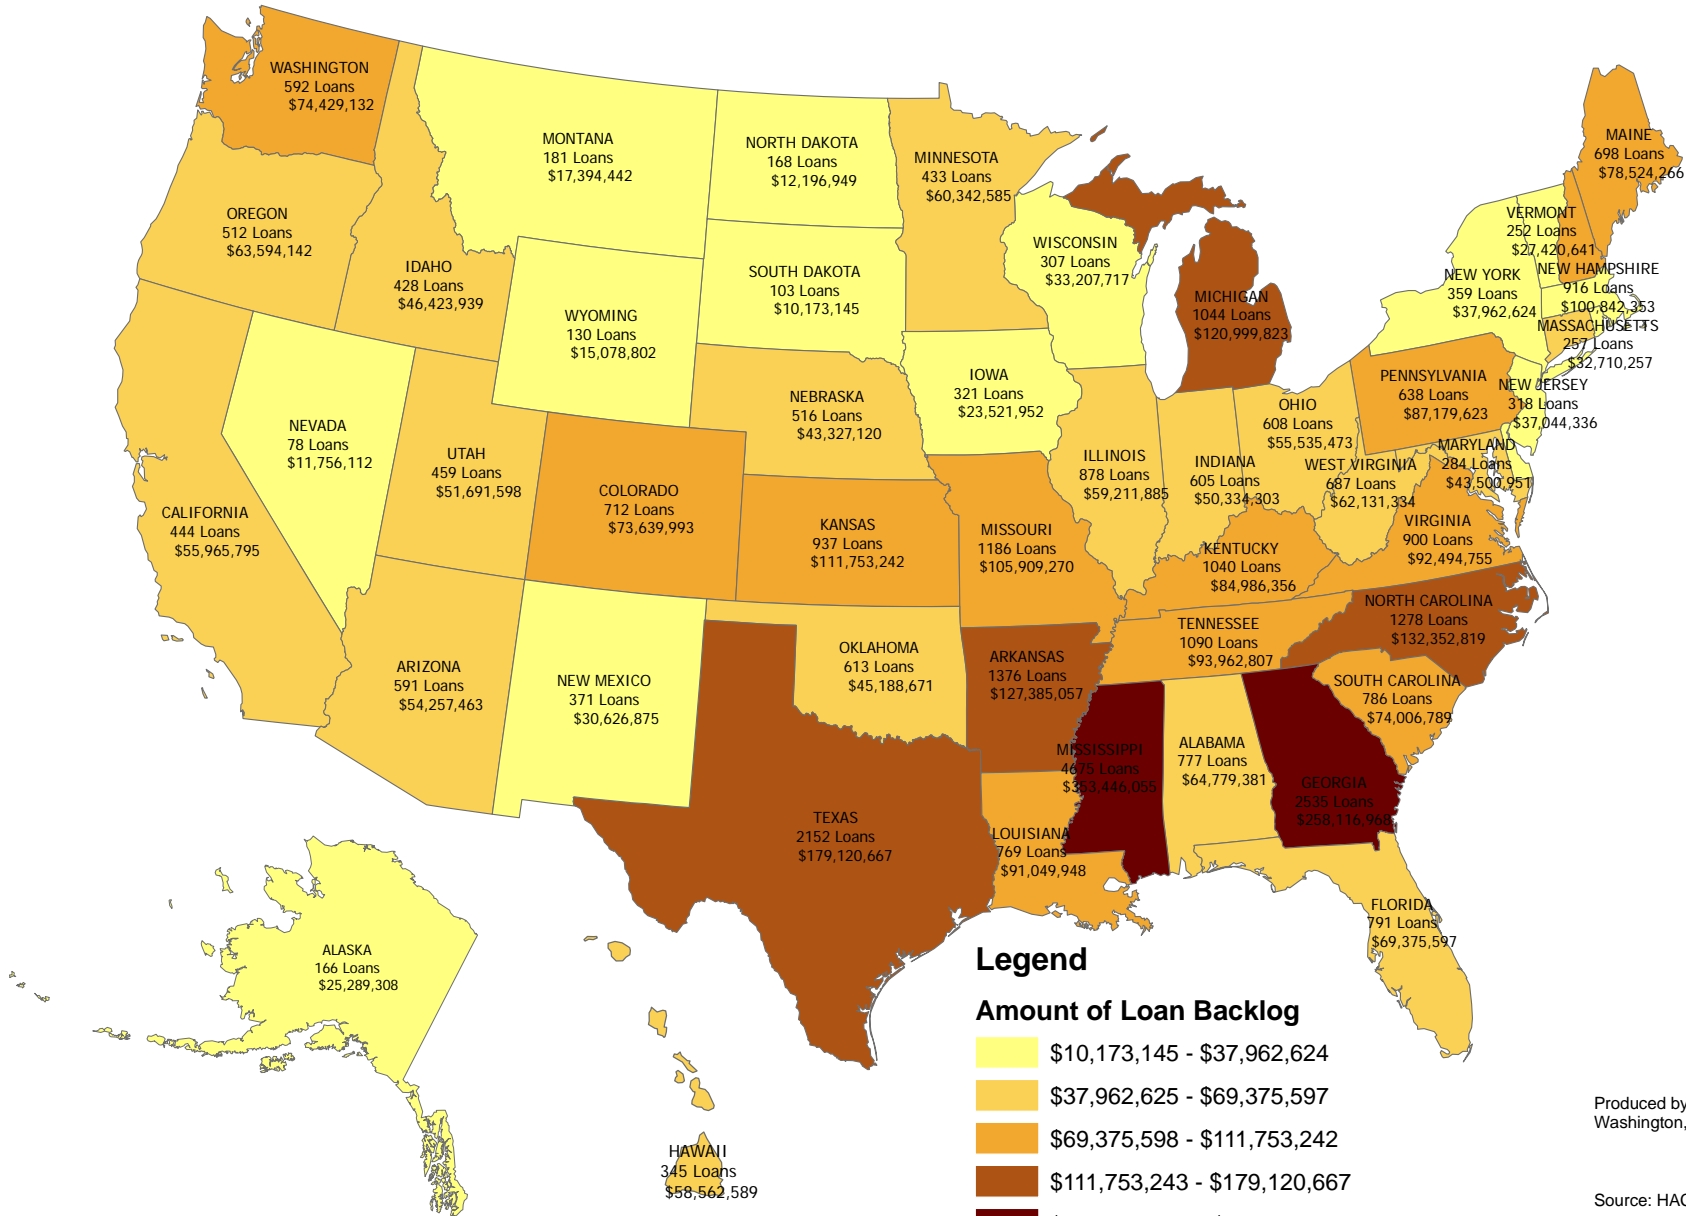 WASHINGTON
592 Loans
$74,429,132
MONTANA
181 Loans
$17,394,442
NORTH DAKOTA
168 Loans
$12,196,949
MINNESOTA
433 Loans
$60,342,585
MAINE
698 Loans
$78,524,266
OREGON
512 Loans
$63,594,142
IDAHO
428 Loans
$46,423,939
WYOMING
130 Loans
$15,078,802
SOUTH DAKOTA
103 Loans
$10,173,145
WISCONSIN
307 Loans
$33,207,717
MICHIGAN
1044 Loans
$120,999,823
VERMONT
252 Loans
$27,420,641
NEW YORK
359 Loans
$37,962,624
NEW HAMPSHIRE
916 Loans
$100,842,353
MASSACHUSETTS
257 Loans
$32,710,257
NEVADA
78 Loans
$11,756,112
UTAH
459 Loans
$51,691,598
NEBRASKA
516 Loans
$43,327,120
IOWA
321 Loans
$23,521,952
PENNSYLVANIA
638 Loans
$87,179,623
NEW JERSEY
318 Loans
$37,044,336
OHIO
608 Loans
$55,535,473
ILLINOIS
878 Loans
$59,211,885
INDIANA
605 Loans
$50,334,303
WEST VIRGINIA
687 Loans
$62,131,334
MARYLAND
284 Loans
$43,500,951
CALIFORNIA
444 Loans
$55,965,795
COLORADO
712 Loans
$73,639,993
KANSAS
937 Loans
$111,753,242
MISSOURI
1186 Loans
$105,909,270
KENTUCKY
1040 Loans
$84,986,356
VIRGINIA
900 Loans
$92,494,755
NORTH CAROLINA
1278 Loans
$132,352,819
TENNESSEE
1090 Loans
$93,962,807
ARIZONA
591 Loans
$54,257,463
NEW MEXICO
371 Loans
$30,626,875
OKLAHOMA
613 Loans
$45,188,671
ARKANSAS
1376 Loans
$127,385,057
SOUTH CAROLINA
786 Loans
$74,006,789
MISSISSIPPI
4675 Loans
$353,446,055
ALABAMA
777 Loans
$64,779,381
GEORGIA
2535 Loans
$258,116,968
TEXAS
2152 Loans
$179,120,667
LOUISIANA
769 Loans
$91,049,948
FLORIDA
791 Loans
$69,375,597
ALASKA
166 Loans
$25,289,308
HAWAII
345 Loans
$58,562,589
Legend
Amount of Loan Backlog
$10,173,145 - $37,962,624
$37,962,625 - $69,375,597
$69,375,598 - $111,753,242
$111,753,243 - $179,120,667
Produced by
Washington,
Source: HAC